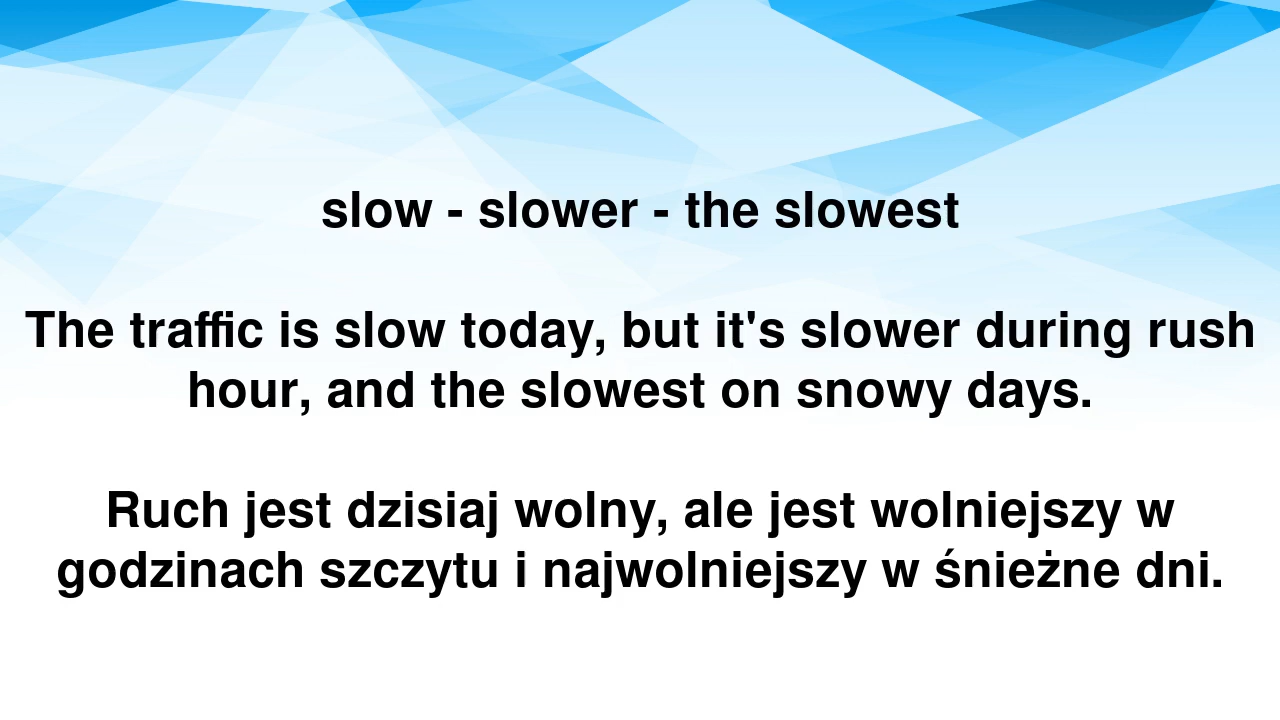 slow - slower - the slowest
The traffic is slow today, but it's slower during rush
hour, and the slowest on snowy days.
Ruch jest dzisiaj wolny, ale jest wolniejszy w
godzinach szczytu i najwolniejszy w śnieżne dni.